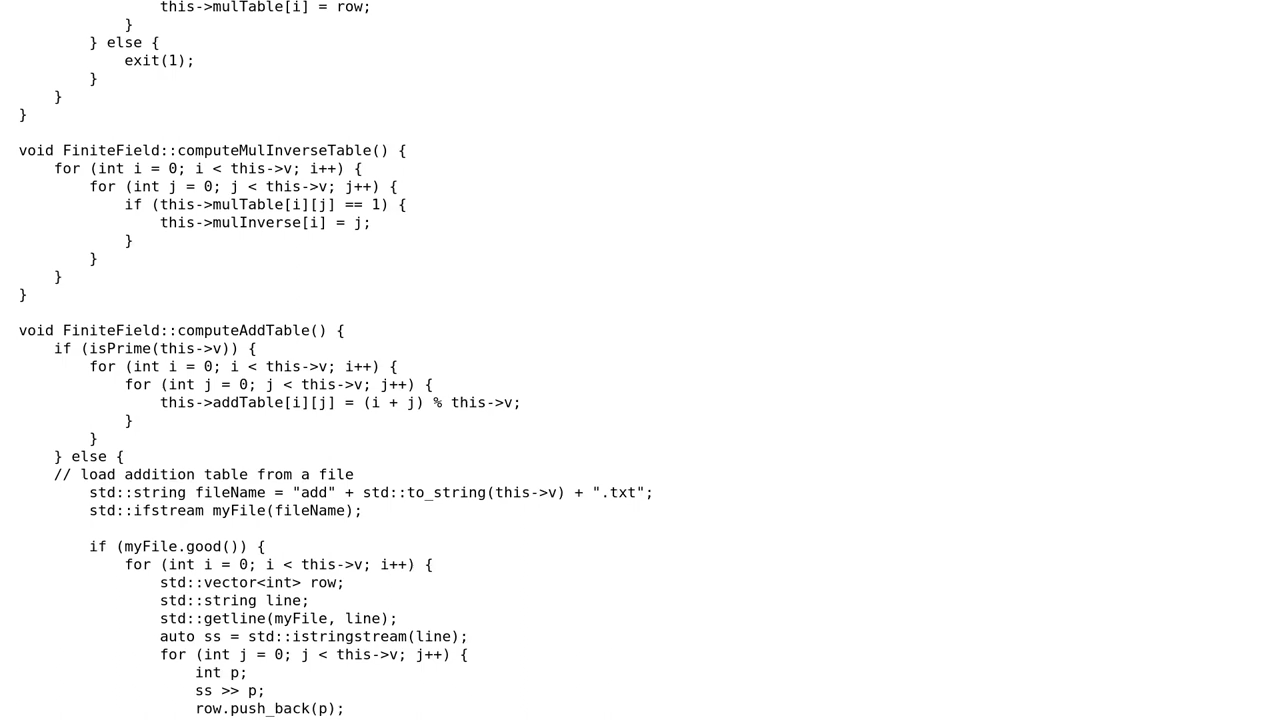 this->mulTable[i] = row;
            }
        } else {
            exit(1);
        }
    }
}

void FiniteField::computeMulInverseTable() {
    for (int i = 0; i < this->v; i++) {
        for (int j = 0; j < this->v; j++) {
            if (this->mulTable[i][j] == 1) {
                this->mulInverse[i] = j;
            }
        }
    }
}

void FiniteField::computeAddTable() {
    if (isPrime(this->v)) {
        for (int i = 0; i < this->v; i++) {
            for (int j = 0; j < this->v; j++) {
                this->addTable[i][j] = (i + j) % this->v;
            }
        }
    } else {
    // load addition table from a file
        std::string fileName = "add" + std::to_string(this->v) + ".txt";
        std::ifstream myFile(fileName);

        if (myFile.good()) {
            for (int i = 0; i < this->v; i++) {
                std::vector<int> row;
                std::string line;
                std::getline(myFile, line);
                auto ss = std::istringstream(line);
                for (int j = 0; j < this->v; j++) {
                    int p;
                    ss >> p;
                    row.push_back(p);